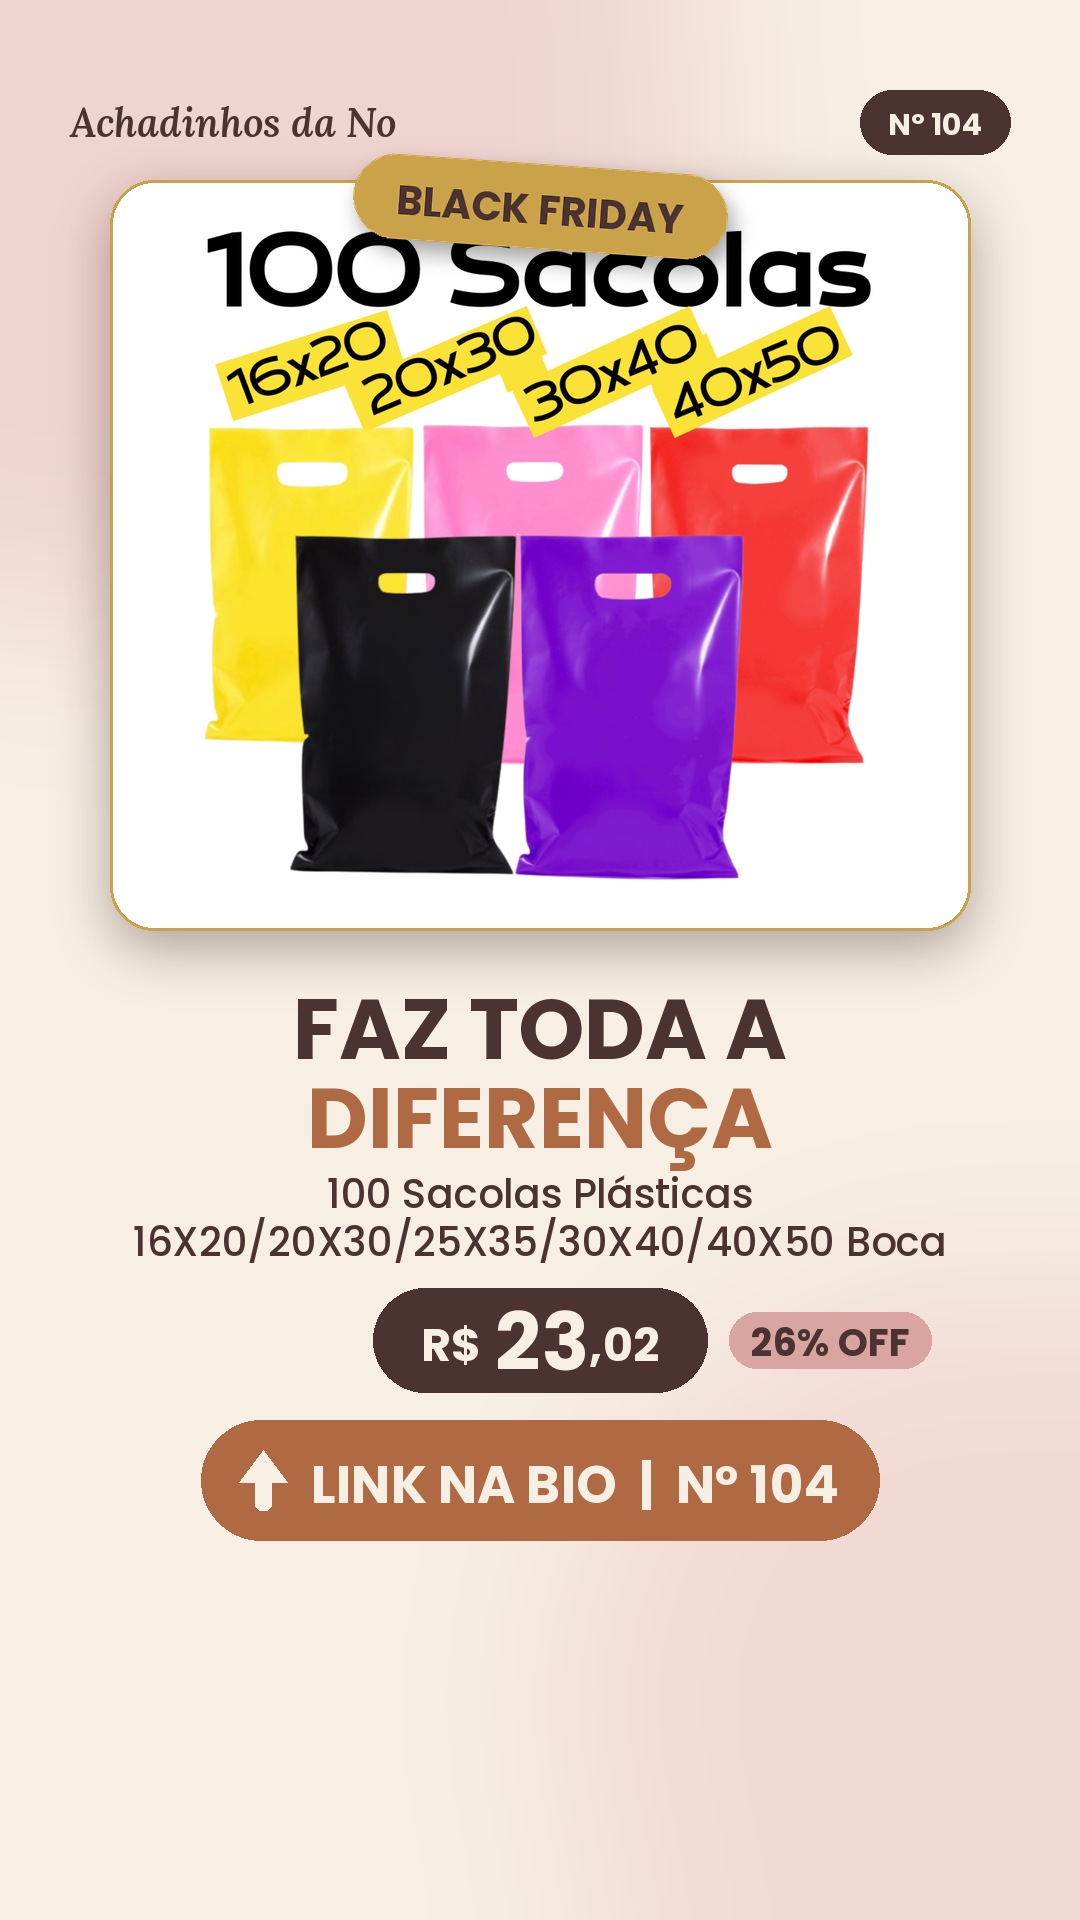 Achadinhos da No
Nº 104
BLACK FRIDAY
100 Sacolas
16x20
20x30
30x40
40x50
FAZ TODA A
DIFERENÇA
100 Sacolas Plásticas
16X20/20X30/25X35/30X40/40X50 Boca
R$ 23,02
26% OFF
LINK NA BIO | Nº 104